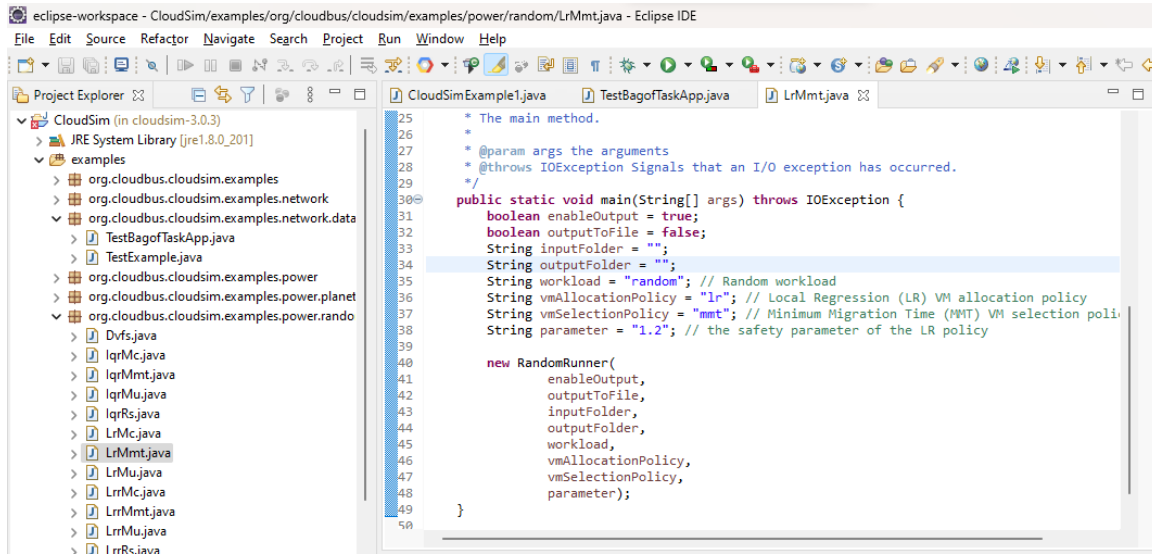 eclipse-workspace - CloudSim/examples/org/cloudbus/cloudsim/examples/power/random/LrMmt.java - Eclipse IDE
File Edit Source Refactor Navigate Search Project Run Window Help
Project Explorer
CloudSim (in cloudsim-3.0.3)
JRE System Library [jre1.8.0_201]
examples
org.cloudbus.cloudsim.examples
org.cloudbus.cloudsim.examples.network
org.cloudbus.cloudsim.examples.network.data
TestBagofTaskApp.java
TestExample.java
org.cloudbus.cloudsim.examples.power
org.cloudbus.cloudsim.examples.power.planet
org.cloudbus.cloudsim.examples.power.rando
Dvfs.java
IqrMc.java
IqrMmt.java
IqrMu.java
IqrRs.java
LrMc.java
LrMmt.java
LrMu.java
LrrMc.java
LrrMmt.java
LrrMu.java
LrrRs.java
CloudSimExample1.java TestBagofTaskApp.java LrMmt.java
25 * The main method.
26 *
27 * @param args the arguments
28 * @throws IOException Signals that an I/O exception has occurred.
29 */
30 public static void main(String[] args) throws IOException {
31 boolean enableOutput = true;
32 boolean outputToFile = false;
33 String inputFolder = "";
34 String outputFolder = "";
35 String workload = "random"; // Random workload
36 String vmAllocationPolicy = "lr"; // Local Regression (LR) VM allocation policy
37 String vmSelectionPolicy = "mmt"; // Minimum Migration Time (MMT) VM selection poli
38 String parameter = "1.2"; // the safety parameter of the LR policy
39
40 new RandomRunner(
41 enableOutput,
42 outputToFile,
43 inputFolder,
44 outputFolder,
45 workload,
46 vmAllocationPolicy,
47 vmSelectionPolicy,
48 parameter);
49 }
50